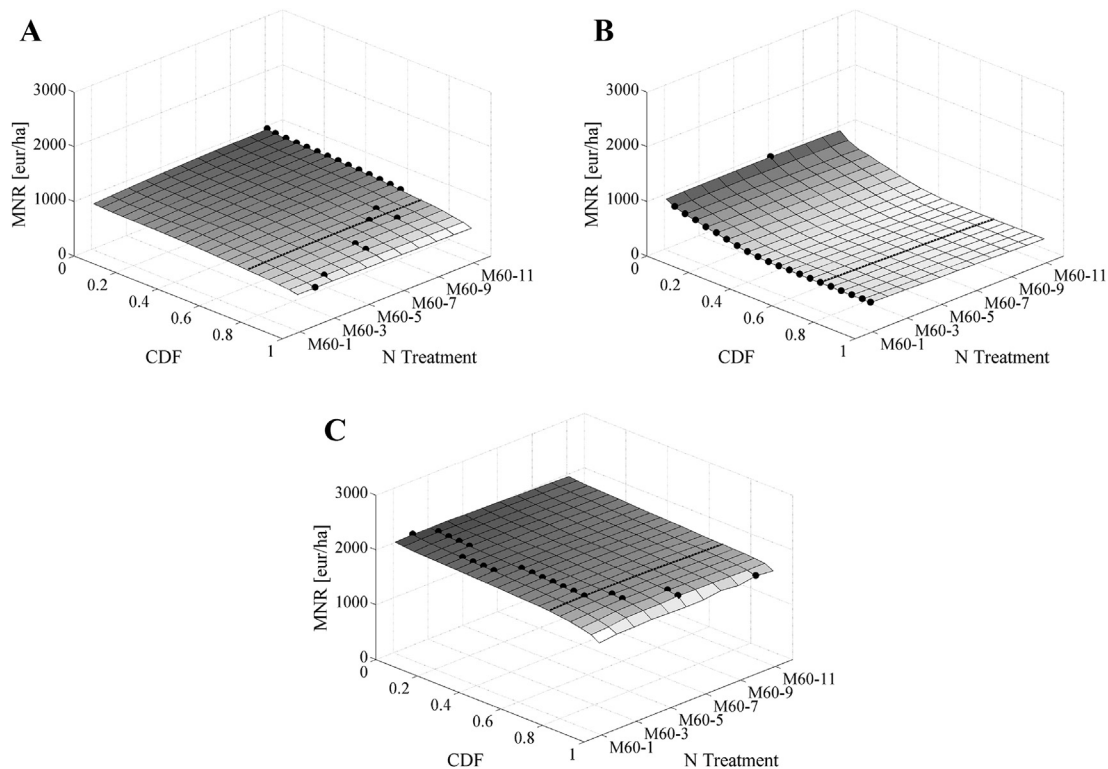 A
MNR [eur/ha]
3000
2000
1000
0
0
0.2
0.4
0.6
0.8
1
CDF
M60-1
M60-3
M60-5
M60-7
M60-9
M60-11
N Treatment
B
MNR [eur/ha]
3000
2000
1000
0
0
0.2
0.4
0.6
0.8
1
CDF
M60-1
M60-3
M60-5
M60-7
M60-9
M60-11
N Treatment
C
MNR [eur/ha]
3000
2000
1000
0
0
0.2
0.4
0.6
0.8
1
CDF
M60-1
M60-3
M60-5
M60-7
M60-9
M60-11
N Treatment